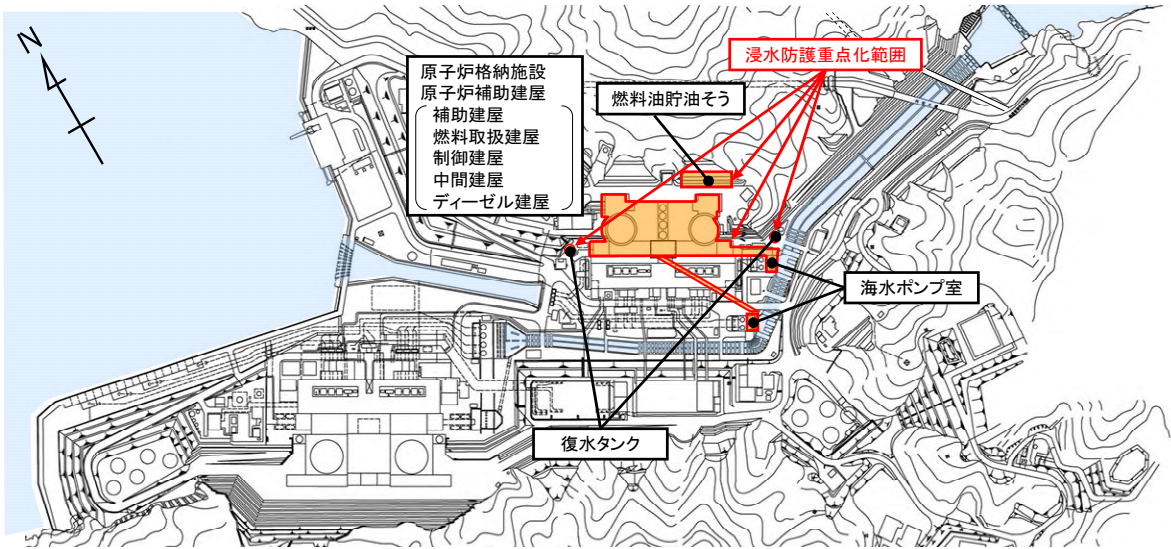 N
浸水防護重点化範囲
原子炉格納施設
原子炉補助建屋
補助建屋
燃料取扱建屋
制御建屋
中間建屋
ディーゼル建屋
燃料油貯油そう
海水ポンプ室
復水タンク